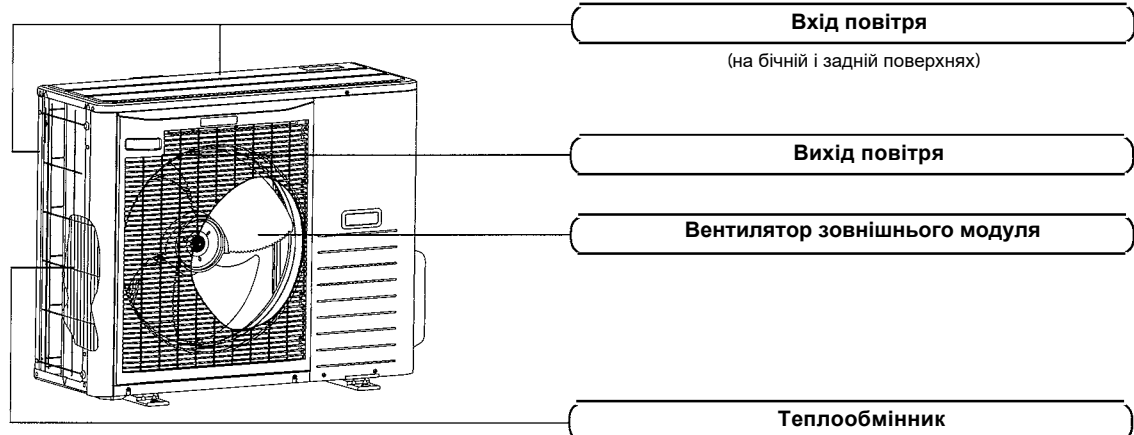 Вхід повітря
(на бічній і задній поверхнях)
Вихід повітря
Вентилятор зовнішнього модуля
Теплообмінник